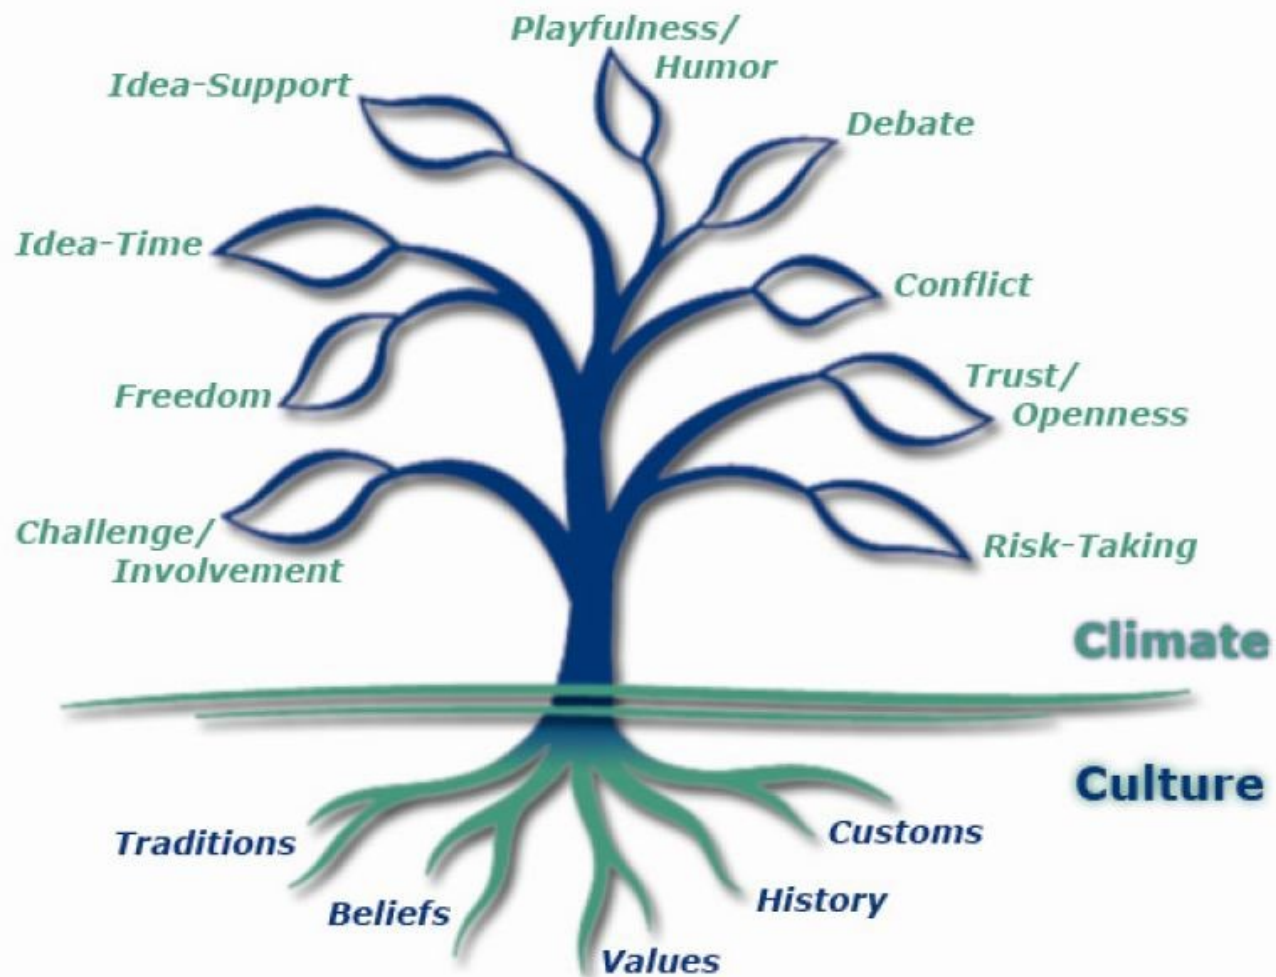 Playfulness/
Humor
Idea-Support
Debate
Idea-Time
Conflict
Freedom
Trust/
Openness
Challenge/
Involvement
Risk-Taking
Climate
Culture
Traditions
Customs
Beliefs
History
Values